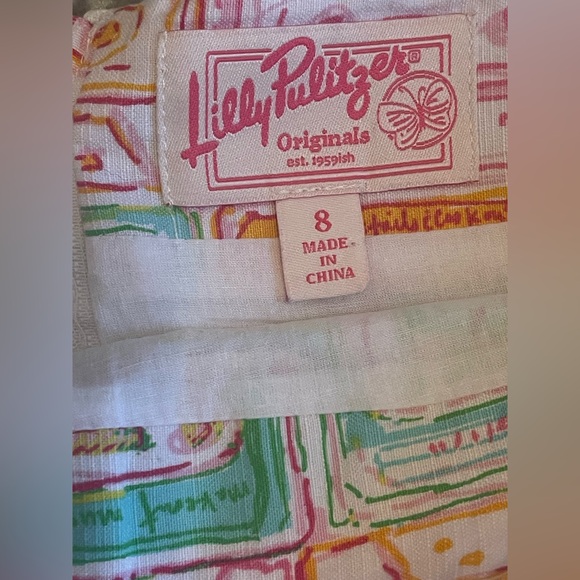 Lilly Pulitzer®
Originals
est. 1959ish
8
MADE
IN
CHINA